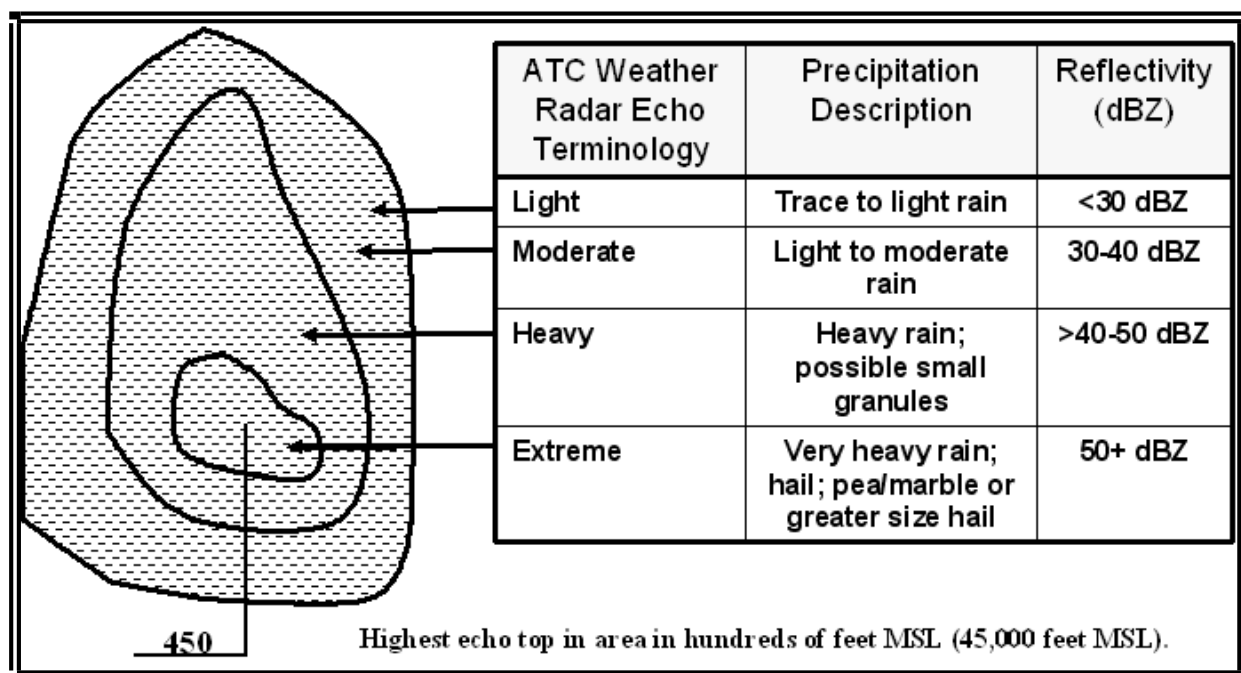 ATC Weather
Radar Echo
Terminology
Precipitation
Description
Reflectivity
(dBZ)
Light
Trace to light rain
<30 dBZ
Moderate
Light to moderate
rain
30-40 dBZ
Heavy
Heavy rain;
possible small
granules
>40-50 dBZ
Extreme
Very heavy rain;
hail; pea/marble or
greater size hail
50+ dBZ
450
Highest echo top in area in hundreds of feet MSL (45,000 feet MSL).